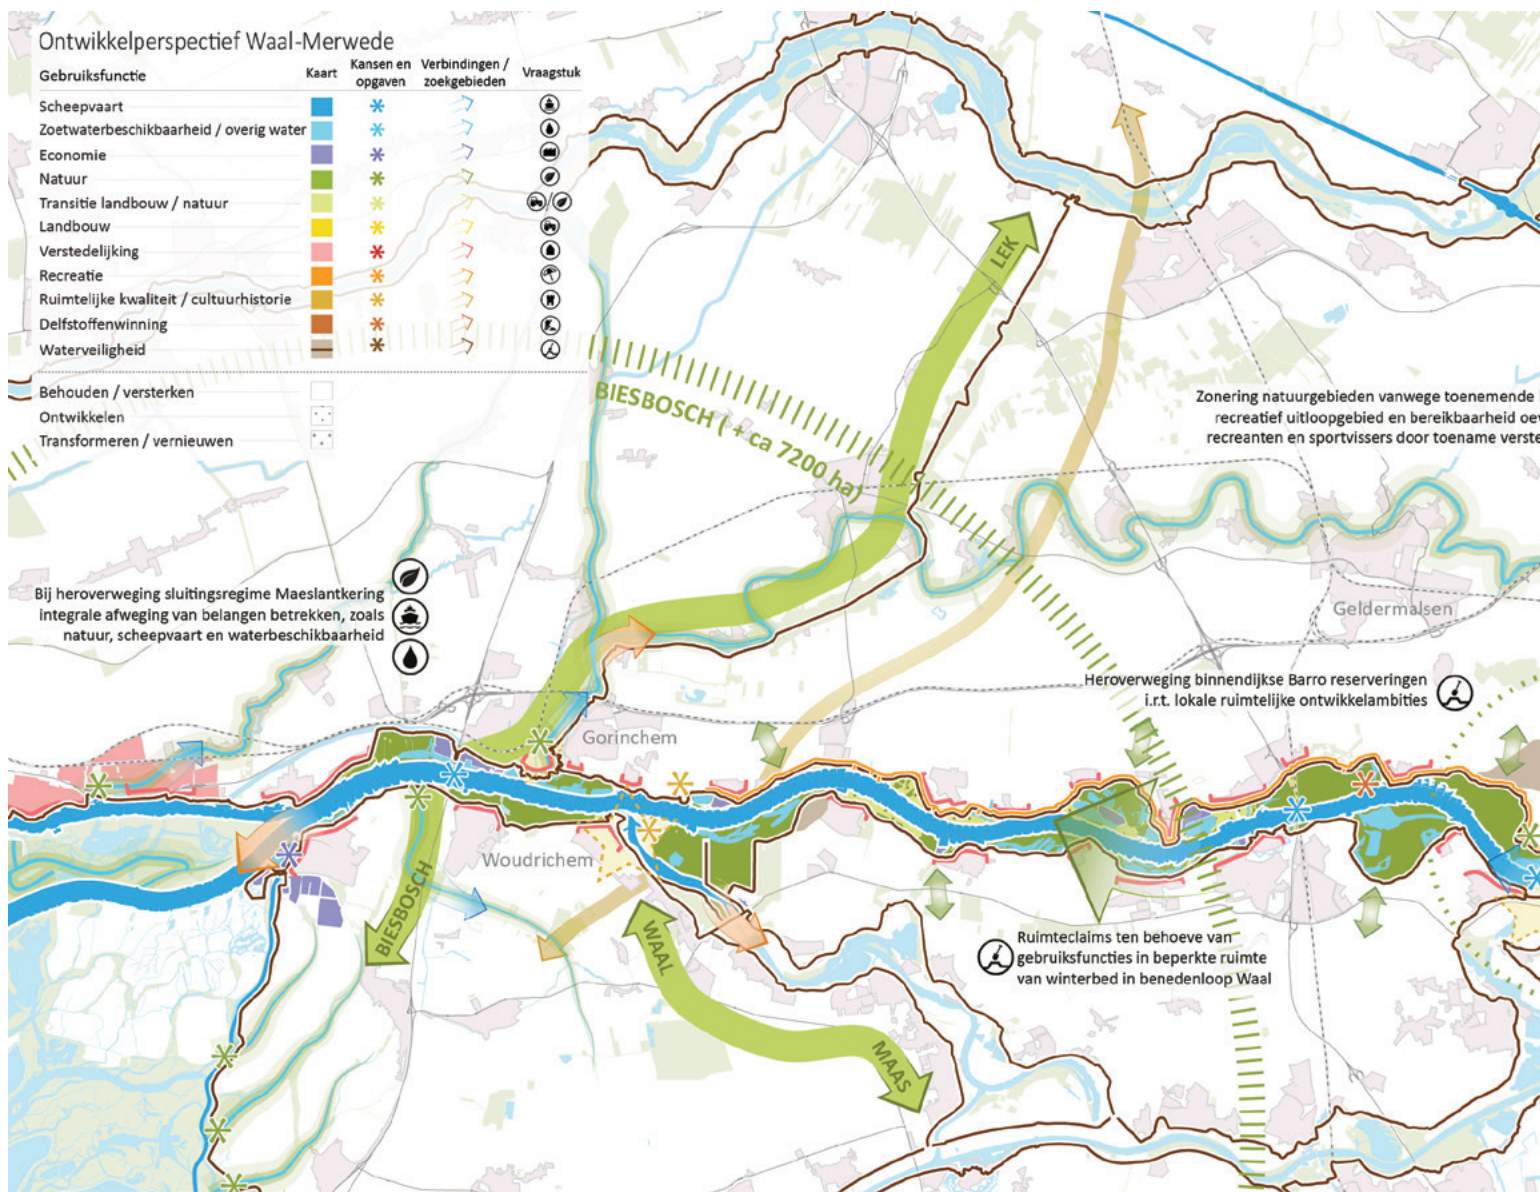 Ontwikkelperspectief Waal-Merwede
Gebruiksfunctie Kaart Kansen en opgaven Verbindingen / zoekgebieden Vraagstuk
Scheepvaart
Zoetwaterbeschikbaarheid / overig water
Economie
Natuur
Transitie landbouw / natuur
Landbouw
Verstedelijking
Recreatie
Ruimtelijke kwaliteit / cultuurhistorie
Delfstoffenwinning
Waterveiligheid
Behouden / versterken
Ontwikkelen
Transformeren / vernieuwen
LEK
BIESBOSCH ( + ca 7200 ha)
Zonering natuurgebieden vanwege toenemende
recreatief uitloopgebied en bereikbaarheid
recreanten en sportvissers door toename
Bij heroverweging sluitingsregime Maeslantkering
integrale afweging van belangen betrekken, zoals
natuur, scheepvaart en waterbeschikbaarheid
Geldermalsen
Heroverweging binnendijkse Barro reserveringen
i.r.t. lokale ruimtelijke ontwikkelambities
Gorinchem
Woudrichem
BIESBOSCH
WAAL
MAAS
Ruimteclaims ten behoeve van
gebruiksfuncties in beperkte ruimte
van winterbed in benedenloop Waal